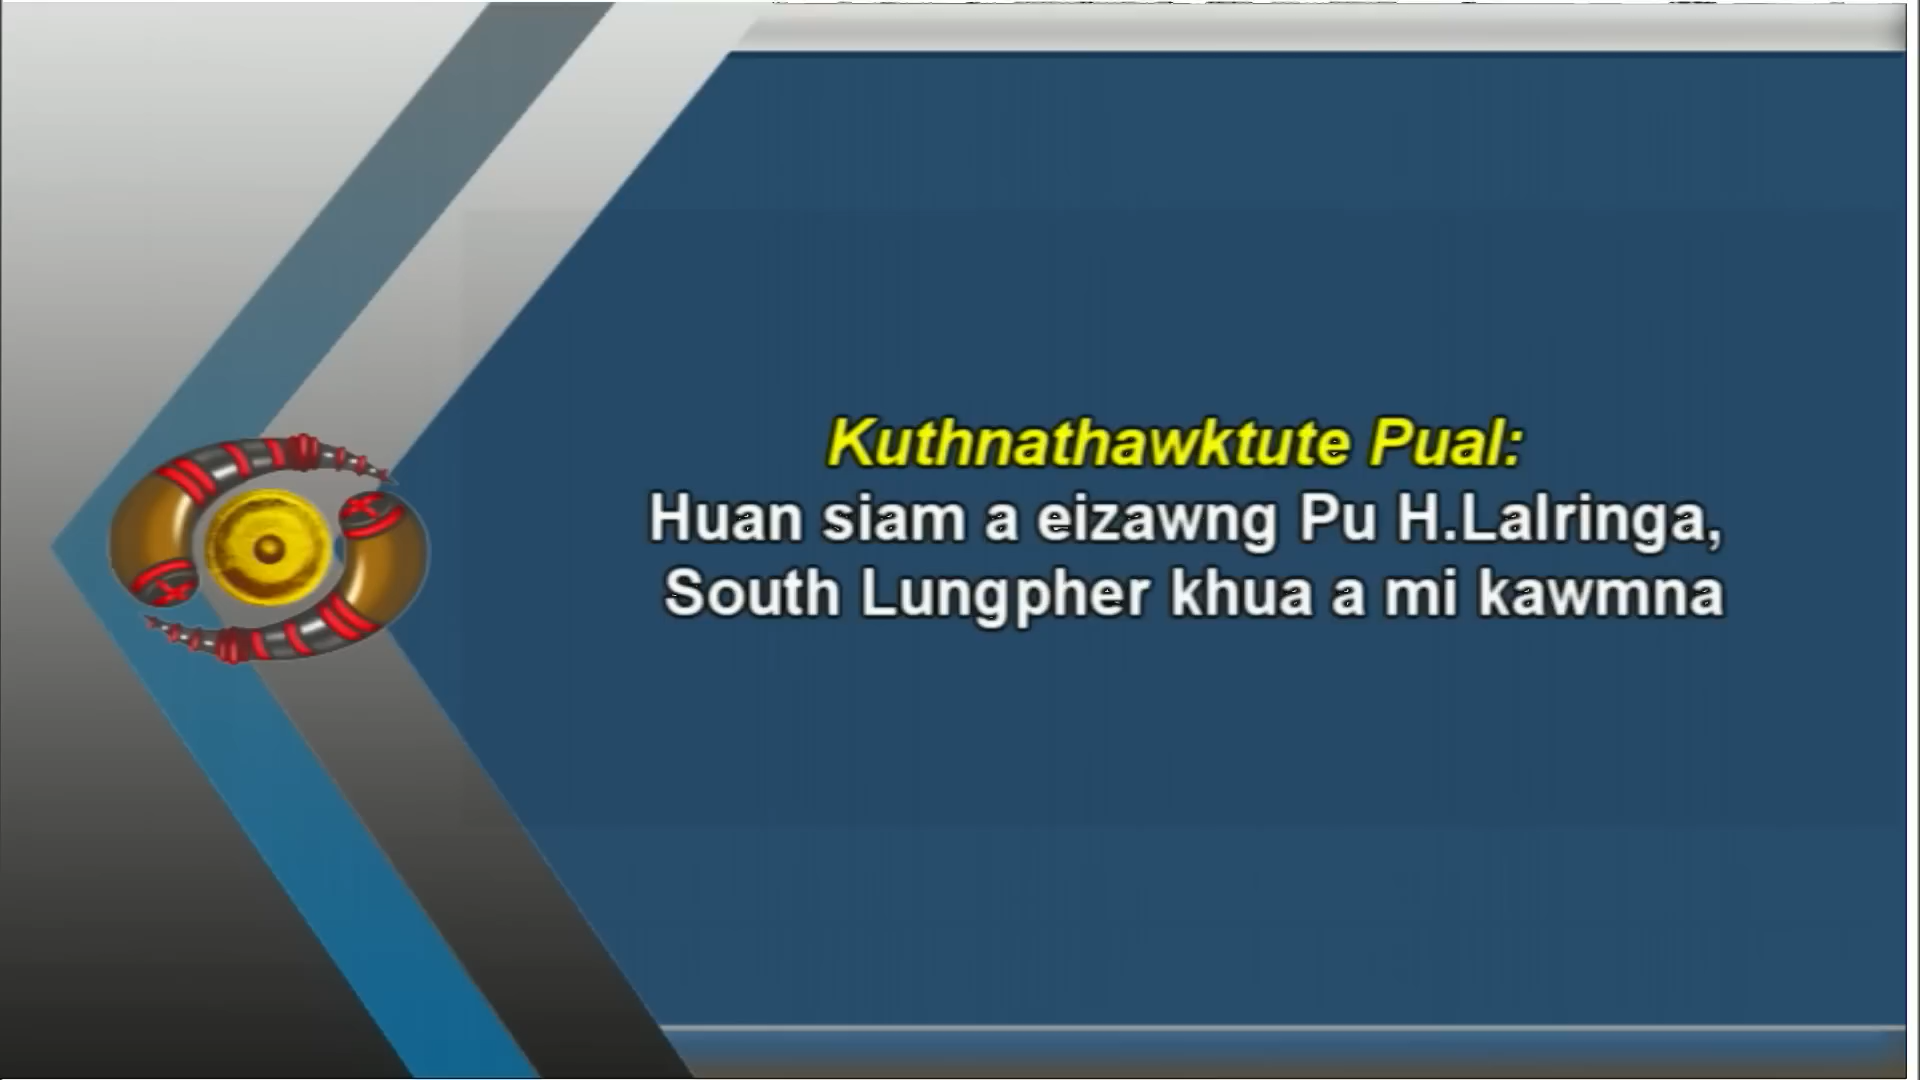 Kuthnathawktute Pual:
Huan siam a eizawng Pu H.Lalringa,
South Lungpher khua a mi kawmna